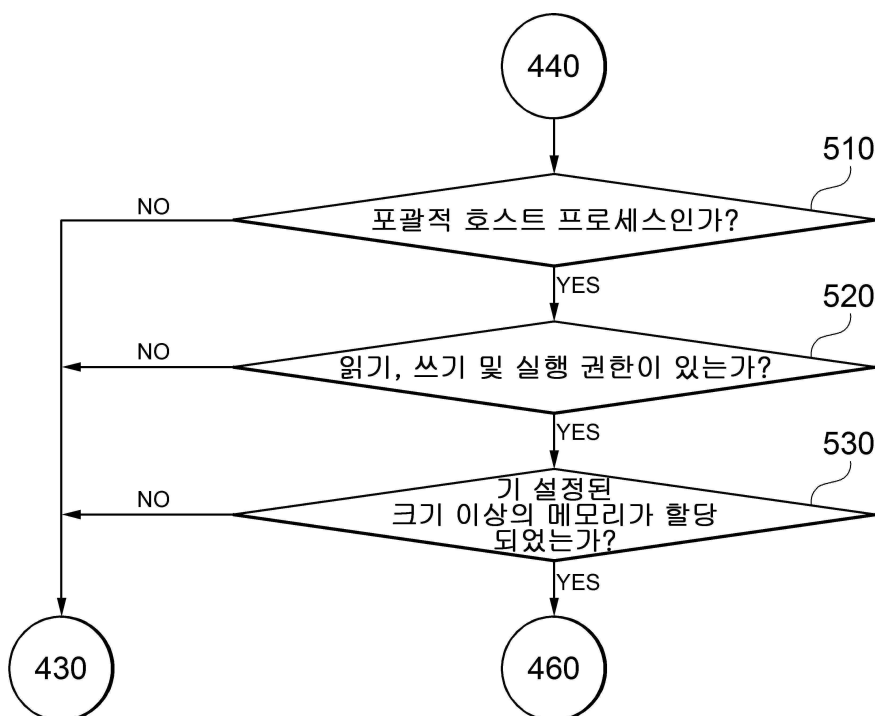 440
510
포괄적 호스트 프로세스인가?
NO
YES
520
읽기, 쓰기 및 실행 권한이 있는가?
NO
YES
530
기 설정된
크기 이상의 메모리가 할당
되었는가?
NO
YES
430
460